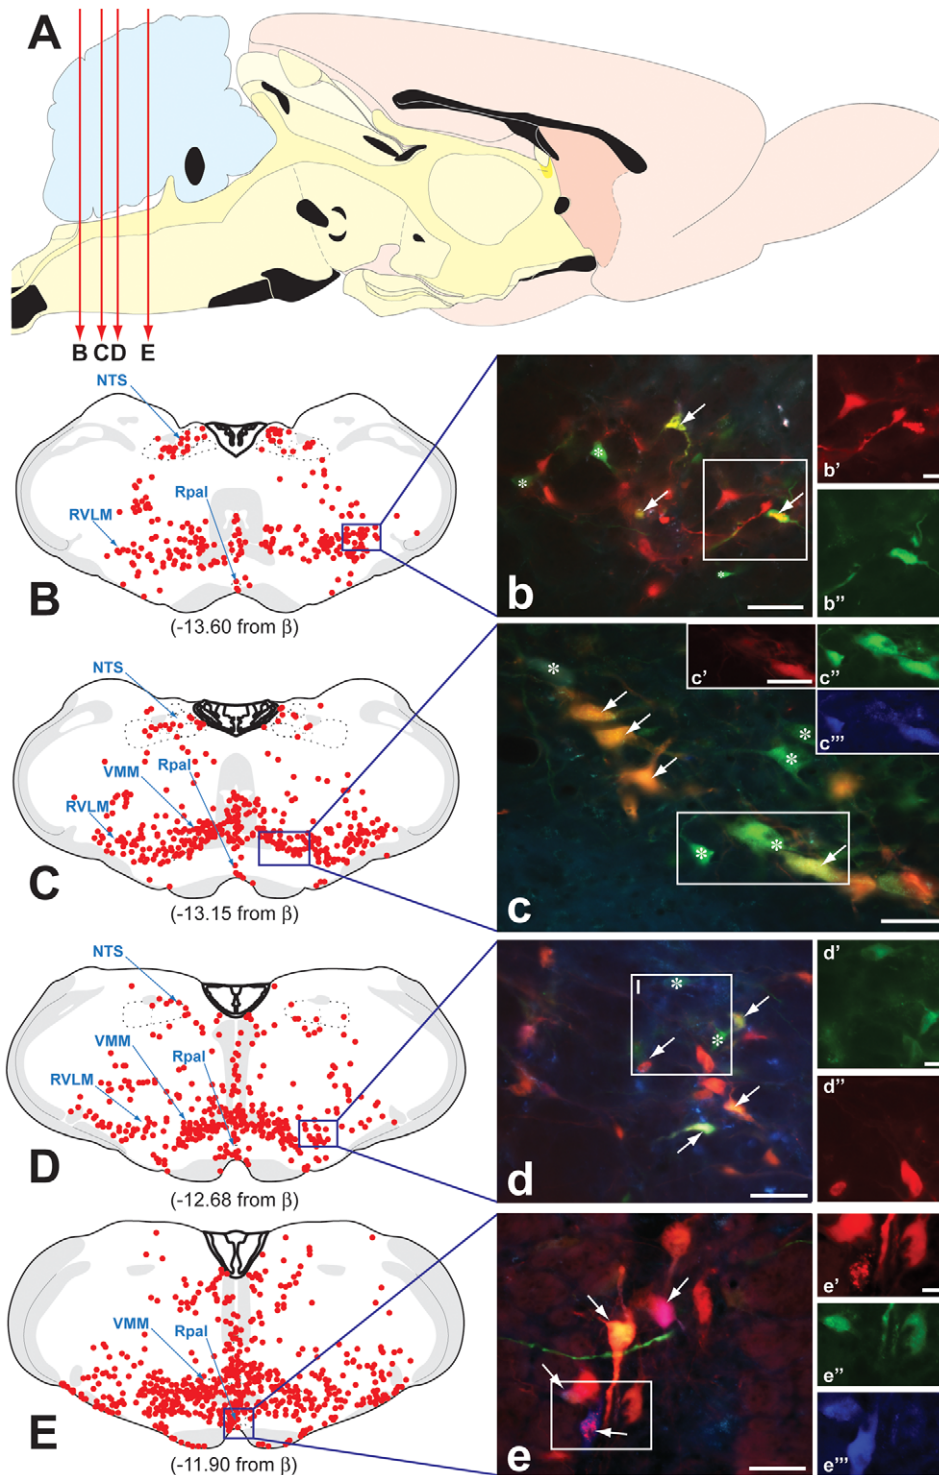 A
B C D E
NTS
Rpal
RVLM
B
(-13.60 from β)
b
b'
b''
*
*
*
NTS
Rpal
VMM
RVLM
C
(-13.15 from β)
c
c'
c''
c'''
*
*
*
*
*
NTS
VMM
Rpal
RVLM
D
(-12.68 from β)
d
d'
d''
I
*
*
VMM
Rpal
E
(-11.90 from β)
e
e'
e''
e'''